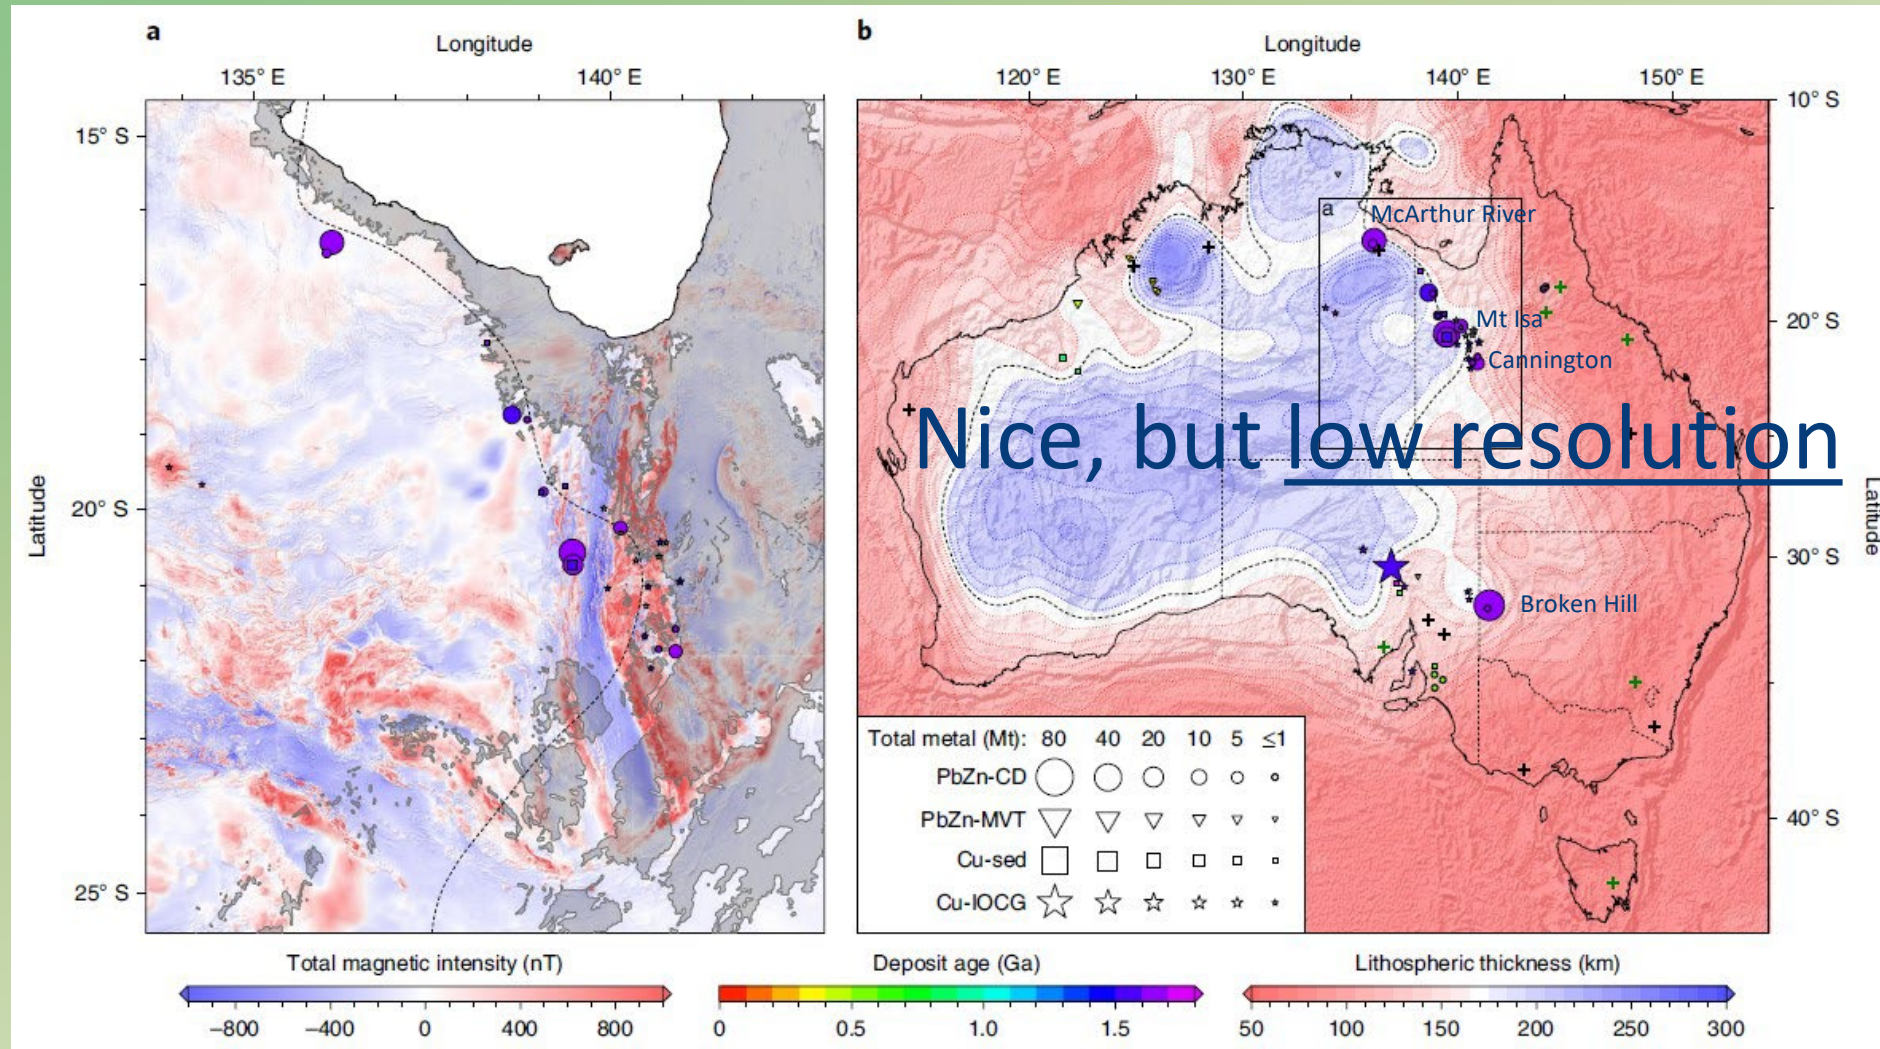 a
Longitude
135° E 140° E
15° S
20° S
25° S
Latitude
b
Longitude
120° E 130° E 140° E 150° E
10° S
20° S
30° S
40° S
Latitude
a
McArthur River
Mt Isa
Cannington
Nice, but low resolution
Broken Hill
Total metal (Mt): 80 40 20 10 5 ≤1
PbZn-CD
PbZn-MVT
Cu-sed
Cu-IOCG
Total magnetic intensity (nT)
−800 −400 0 400 800
Deposit age (Ga)
0 0.5 1.0 1.5
Lithospheric thickness (km)
50 100 150 200 250 300